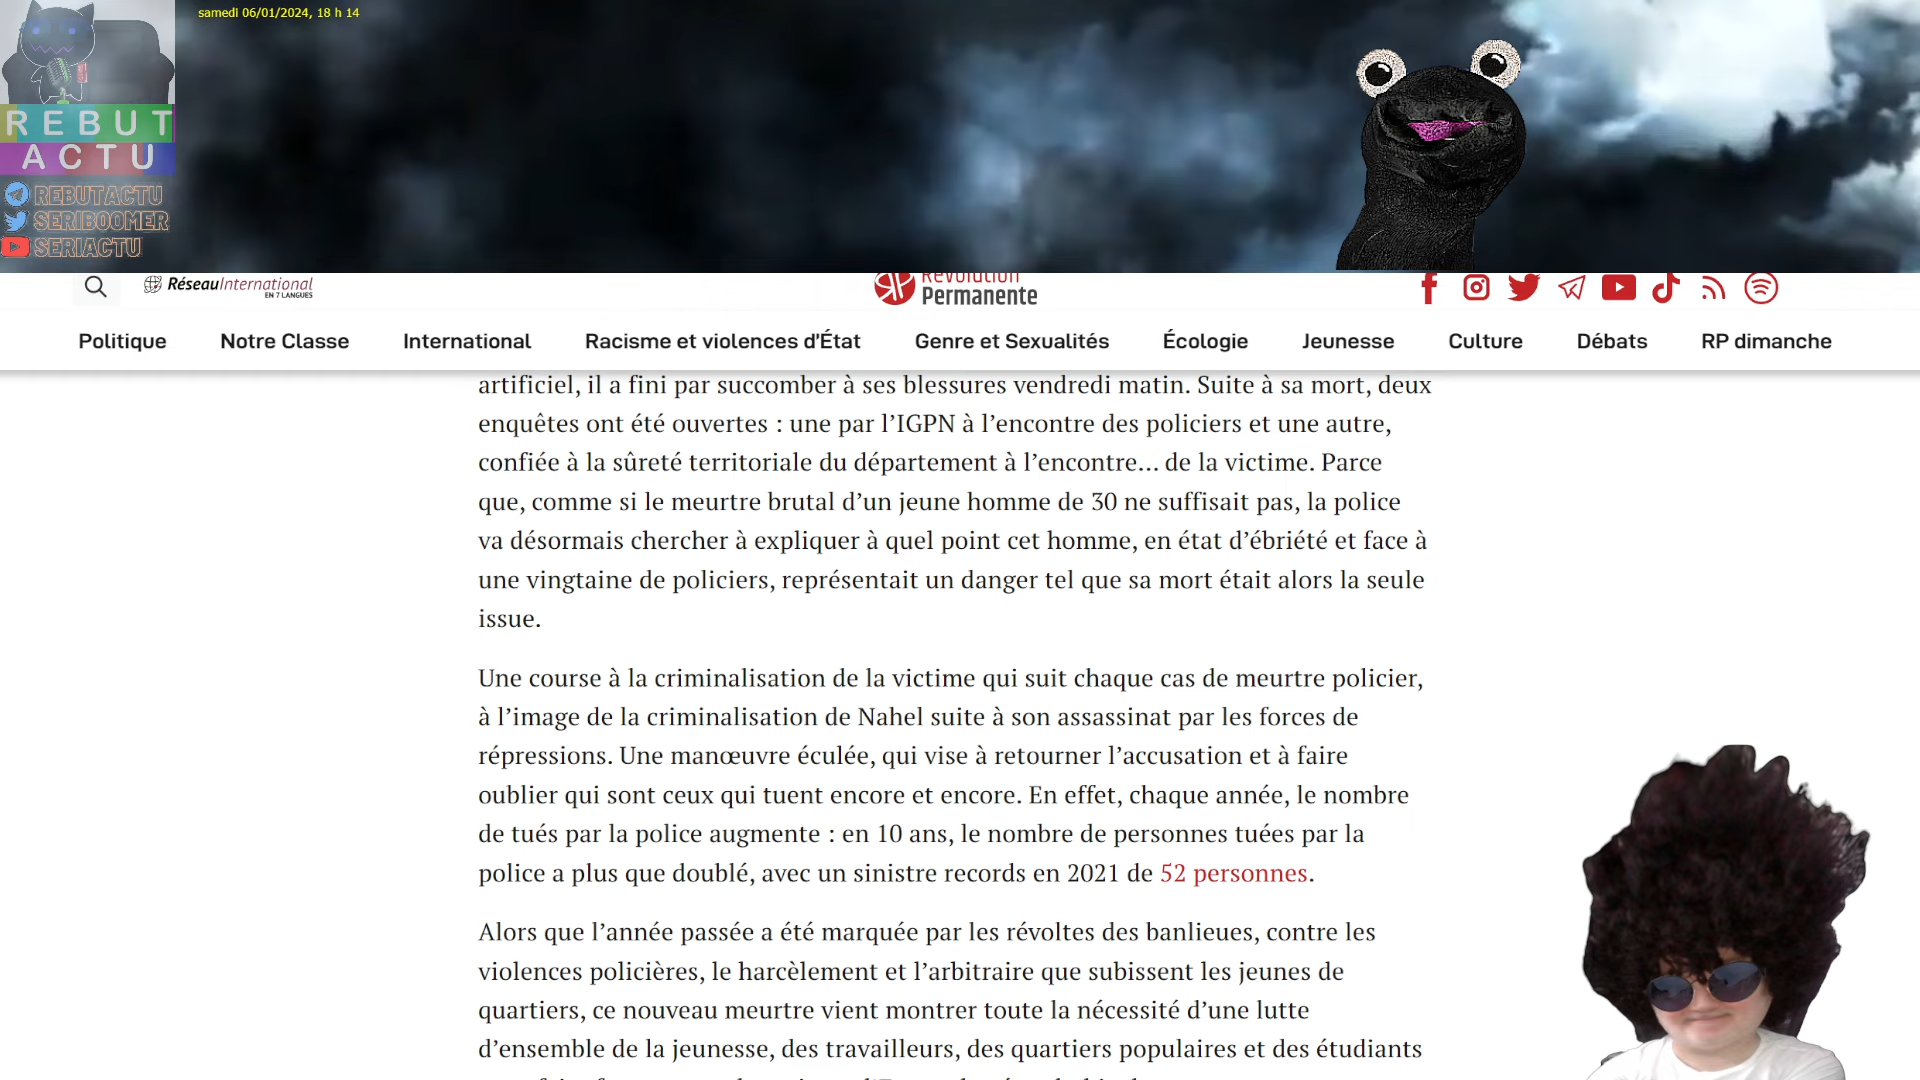 samedi 06/01/2024, 18 h 14
REBUT
ACTU
REBUTACTU
SERIBOOMER
SERIACTU
RéseauInternational
EN 7 LANGUES
Révolution
Permanente
Politique Notre Classe International Racisme et violences d'État Genre et Sexualités Écologie Jeunesse Culture Débats RP dimanche
artificiel, il a fini par succomber à ses blessures vendredi matin. Suite à sa mort, deux
enquêtes ont été ouvertes : une par l’IGPN à l’encontre des policiers et une autre,
confiée à la sûreté territoriale du département à l’encontre… de la victime. Parce
que, comme si le meurtre brutal d’un jeune homme de 30 ne suffisait pas, la police
va désormais chercher à expliquer à quel point cet homme, en état d’ébriété et face à
une vingtaine de policiers, représentait un danger tel que sa mort était alors la seule
issue.
Une course à la criminalisation de la victime qui suit chaque cas de meurtre policier,
à l’image de la criminalisation de Nahel suite à son assassinat par les forces de
répressions. Une manœuvre éculée, qui vise à retourner l’accusation et à faire
oublier qui sont ceux qui tuent encore et encore. En effet, chaque année, le nombre
de tués par la police augmente : en 10 ans, le nombre de personnes tuées par la
police a plus que doublé, avec un sinistre records en 2021 de 52 personnes.
Alors que l’année passée a été marquée par les révoltes des banlieues, contre les
violences policières, le harcèlement et l’arbitraire que subissent les jeunes de
quartiers, ce nouveau meurtre vient montrer toute la nécessité d’une lutte
d’ensemble de la jeunesse, des travailleurs, des quartiers populaires et des étudiants